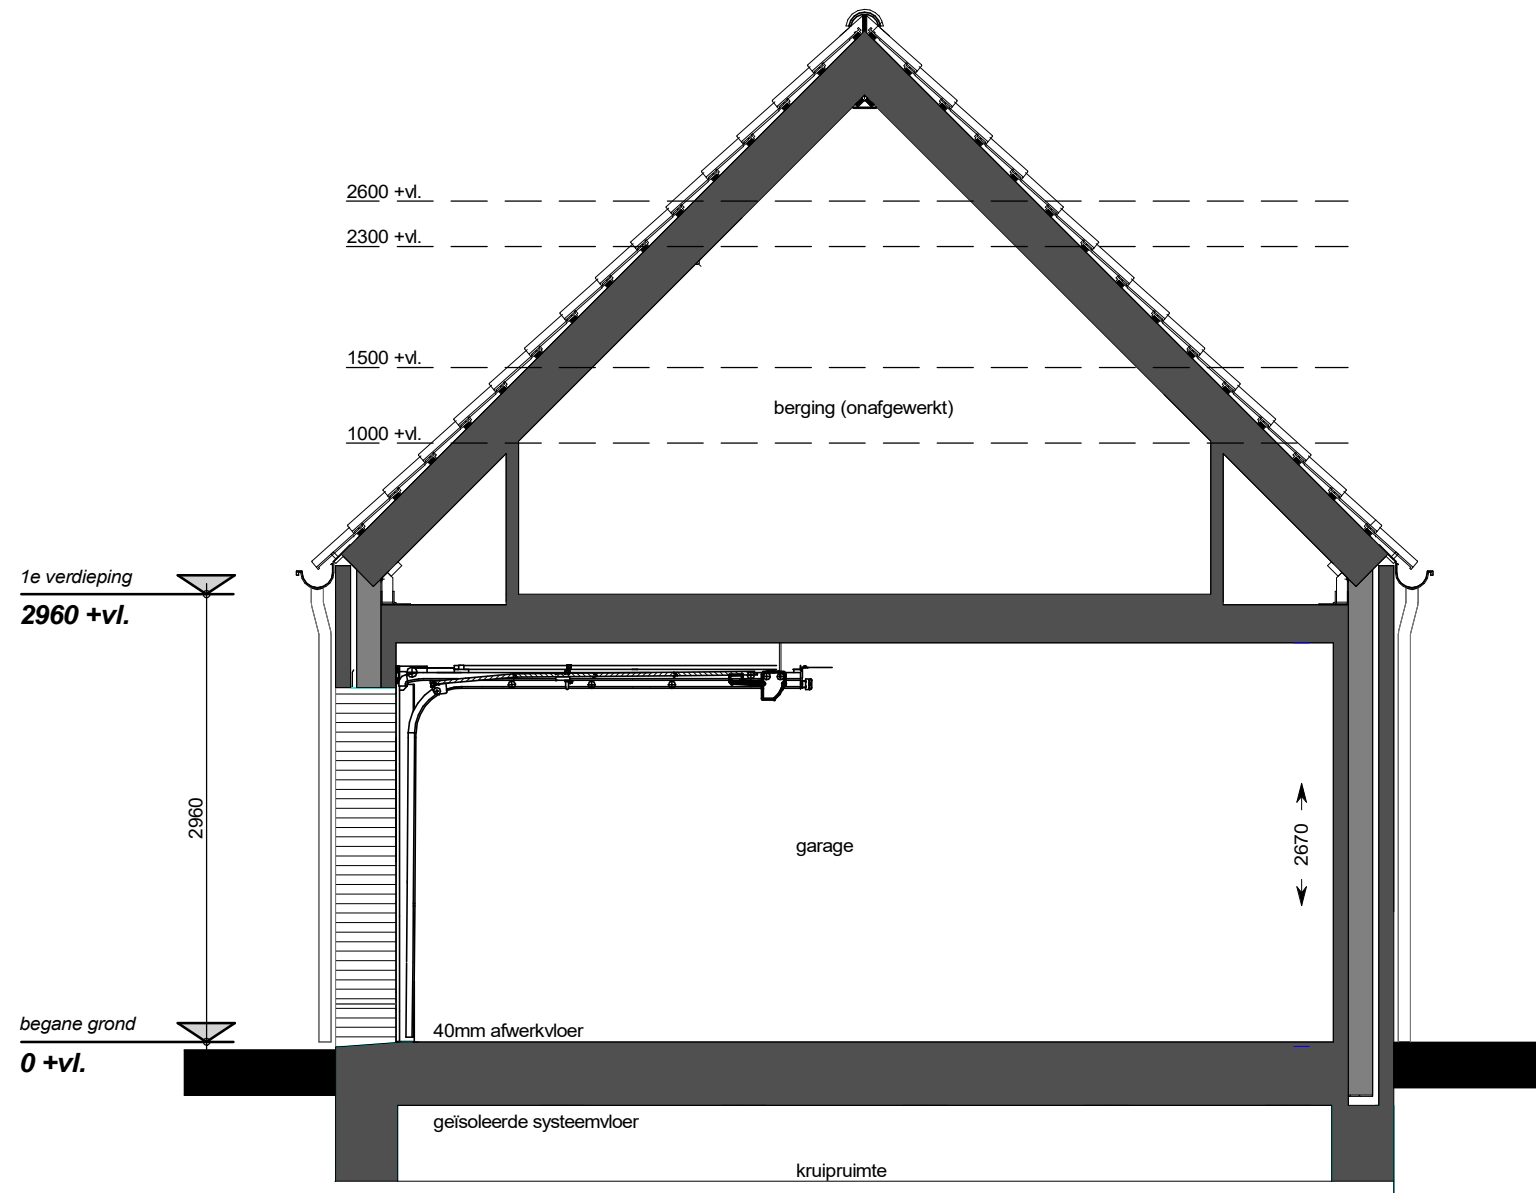 2600 +vl.
2300 +vl.
1500 +vl.
berging (onafgewerkt)
1000 +vl.
1e verdieping
2960 +vl.
2960
garage
2670
begane grond
40mm afwerkvloer
0 +vl.
geïsoleerde systeemvloer
kruipruimte